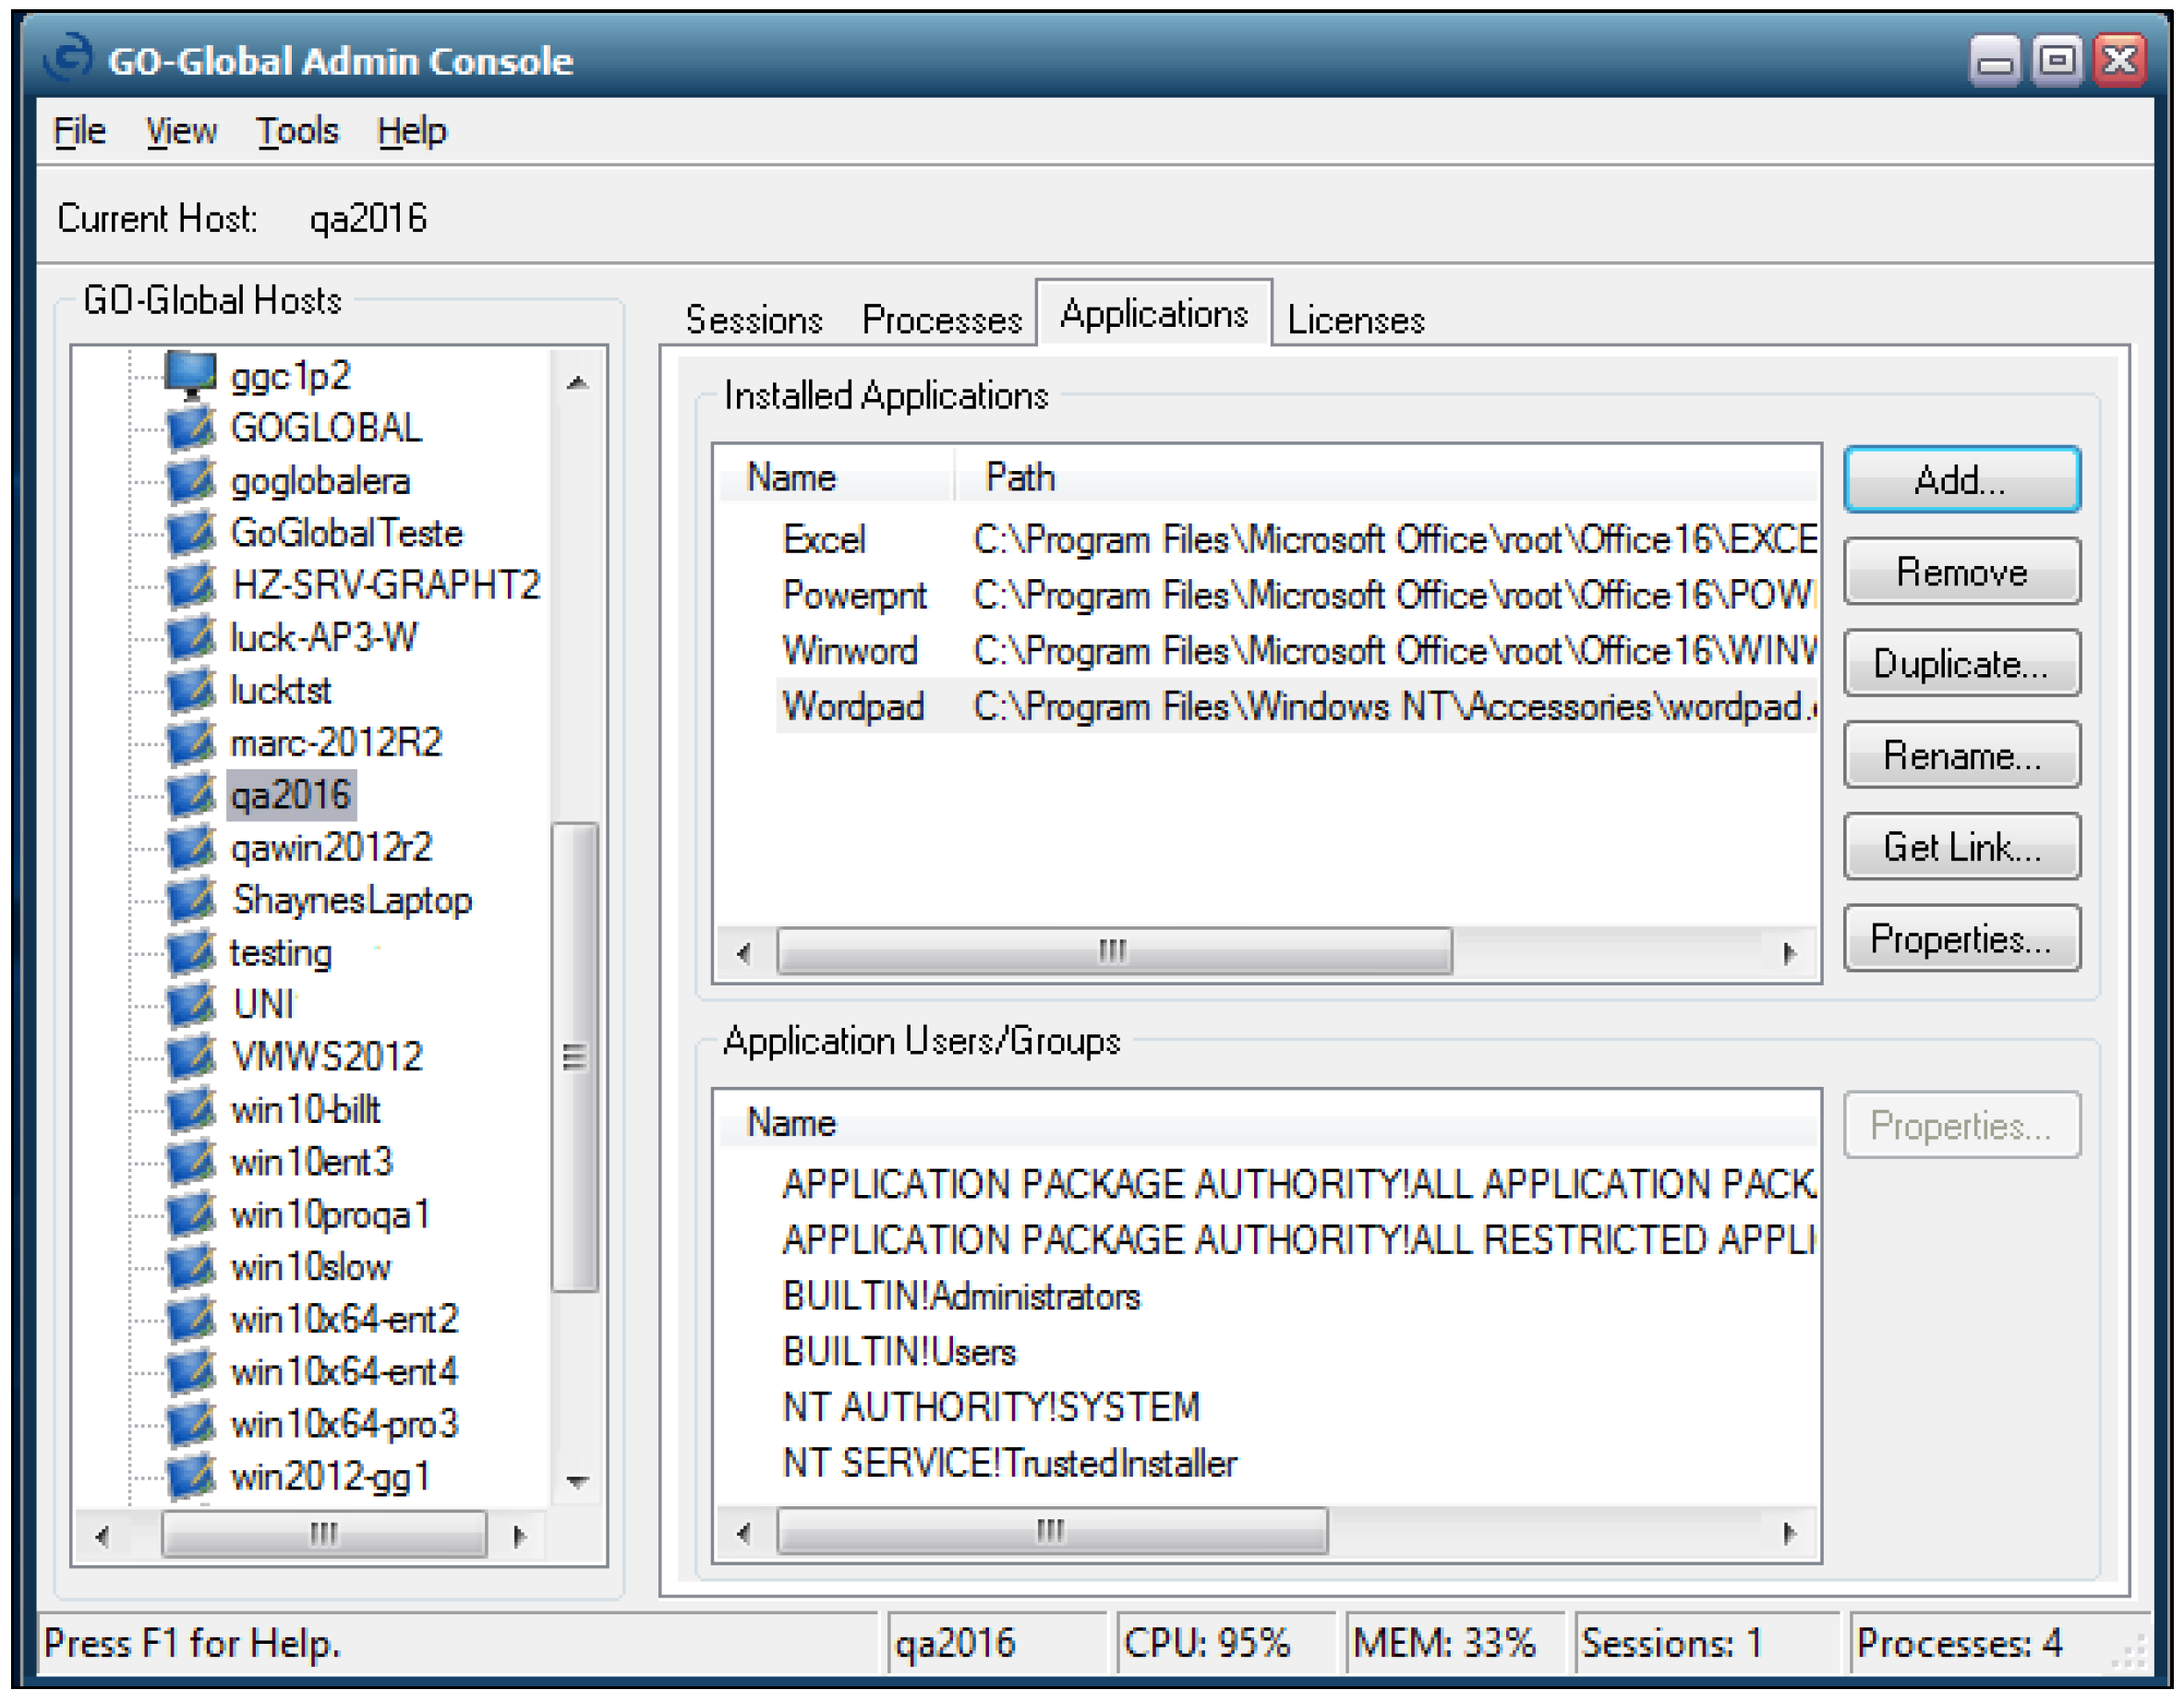 GO-Global Admin Console
File View Tools Help
Current Host: qa2016
GO-Global Hosts
ggc1p2
GOGLOBAL
goglobalera
GoGlobalTeste
HZ-SRV-GRAPHT2
luck-AP3-W
lucktst
marc-2012R2
qa2016
qawin2012r2
ShaynesLaptop
testing
UNI
VMWS2012
win10-billt
win10ent3
win10proqa1
win10slow
win10x64-ent2
win10x64-ent4
win10x64-pro3
win2012-gg1
Sessions Processes Applications Licenses
Installed Applications
Name Path
Excel C:\Program Files\Microsoft Office\root\Office16\EXCE
Powerpnt C:\Program Files\Microsoft Office\root\Office16\POW
Winword C:\Program Files\Microsoft Office\root\Office16\WINW
Wordpad C:\Program Files\Windows NT\Accessories\wordpad.
Add...
Remove
Duplicate...
Rename...
Get Link...
Properties...
Application Users/Groups
Name
APPLICATION PACKAGE AUTHORITY!ALL APPLICATION PACK
APPLICATION PACKAGE AUTHORITY!ALL RESTRICTED APPLI
BUILTIN!Administrators
BUILTIN!Users
NT AUTHORITY!SYSTEM
NT SERVICE!TrustedInstaller
Properties...
Press F1 for Help. qa2016 CPU: 95% MEM: 33% Sessions: 1 Processes: 4